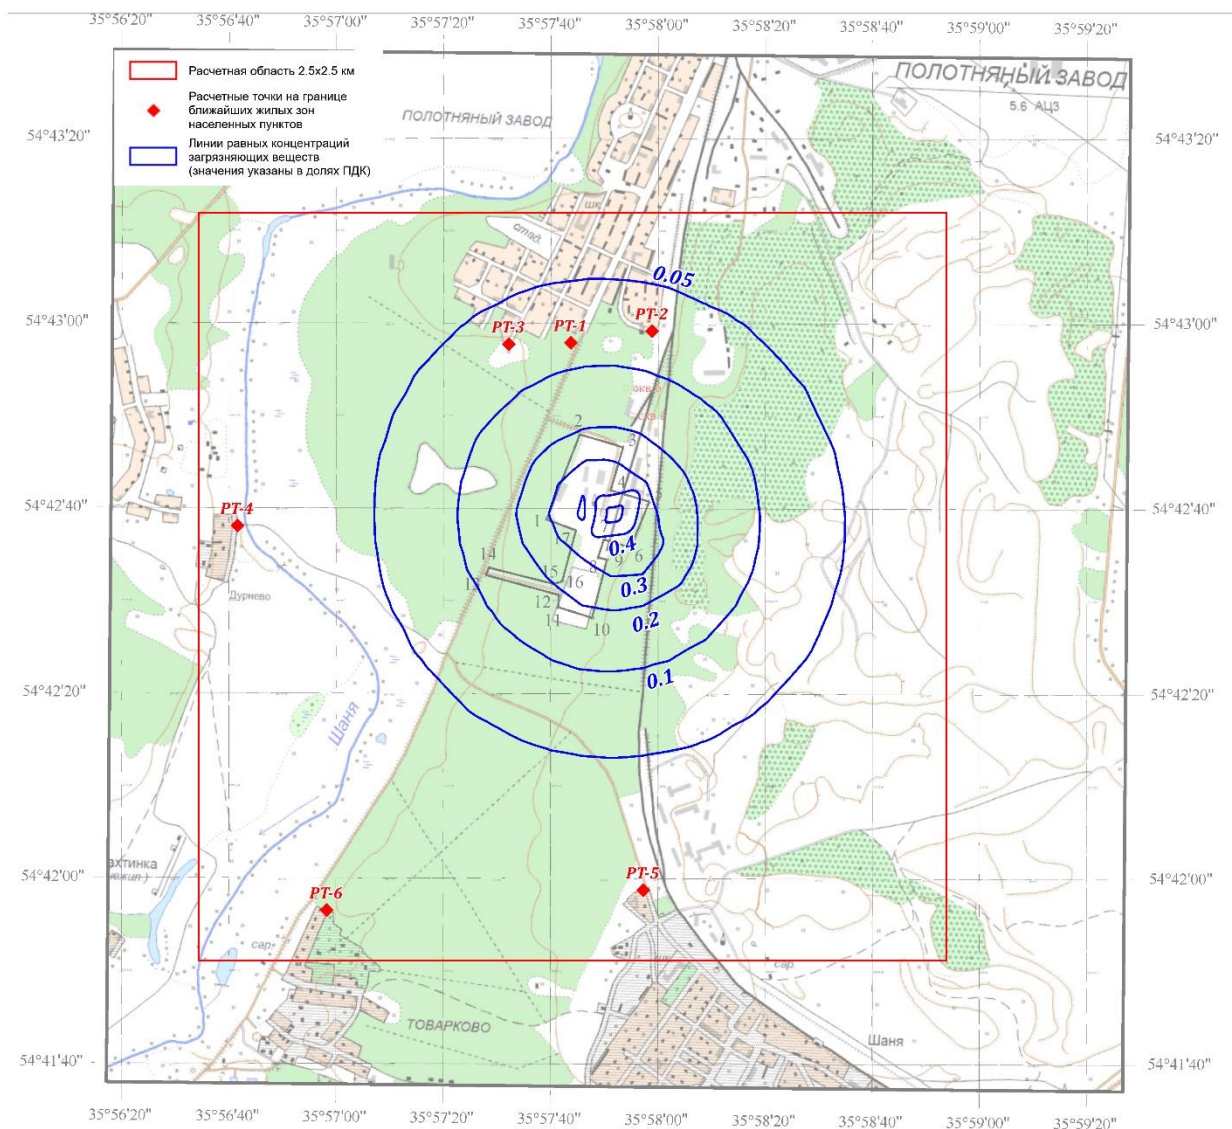 35°56'20" 35°56'40" 35°57'00" 35°57'20" 35°57'40" 35°58'00" 35°58'20" 35°58'40" 35°59'00" 35°59'20"
Расчетная область 2.5х2.5 км
Расчетные точки на границе
ближайших жилых зон
населенных пунктов
Линии равных концентраций
загрязняющих веществ
(значения указаны в долях ПДК)
ПОЛОТНЯНЫЙ ЗАВОД
5.6 АЦЗ
ПОЛОТНЯНЫЙ ЗАВОД
54°43'20" 54°43'20"
шк.
стад.
0.05
54°43'00" 54°43'00"
РТ-3 РТ-1 РТ-2
2
3
4
54°42'40" 54°42'40"
РТ-4
1
17
0.4
14
9 6
8
13
15
16
0.3
12
11
10
0.2
Дурнево
0.1
54°42'20" 54°42'20"
Шаня
54°42'00" 54°42'00"
ахтинка
РТ-6
РТ-5
сар.
сар.
ТОВАРКОВО
Шаня
54°41'40" 54°41'40"
35°56'20" 35°56'40" 35°57'00" 35°57'20" 35°57'40" 35°58'00" 35°58'20" 35°58'40" 35°59'00" 35°59'20"